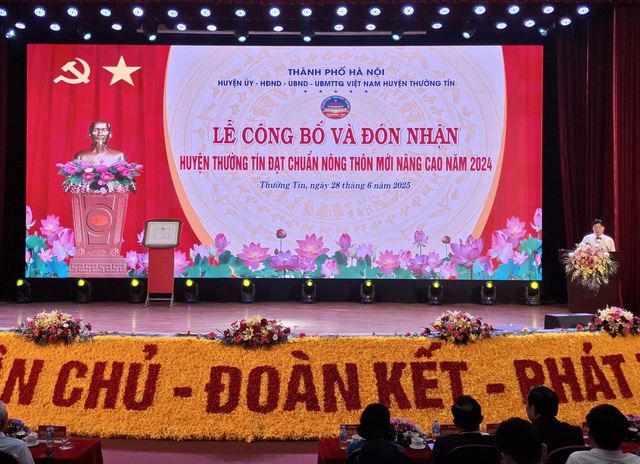 THÀNH PHỐ HÀ NỘI
HUYỆN ỦY - HĐND - UBND - UBMTTQ VIỆT NAM HUYỆN THƯỜNG TÍN
LỄ CÔNG BỐ VÀ ĐÓN NHẬN
HUYỆN THƯỜNG TÍN ĐẠT CHUẨN NÔNG THÔN MỚI NÂNG CAO NĂM 2024
Thường Tín, ngày 28 tháng 6 năm 2025
ÂN CHỦ - ĐOÀN KẾT - PHÁT